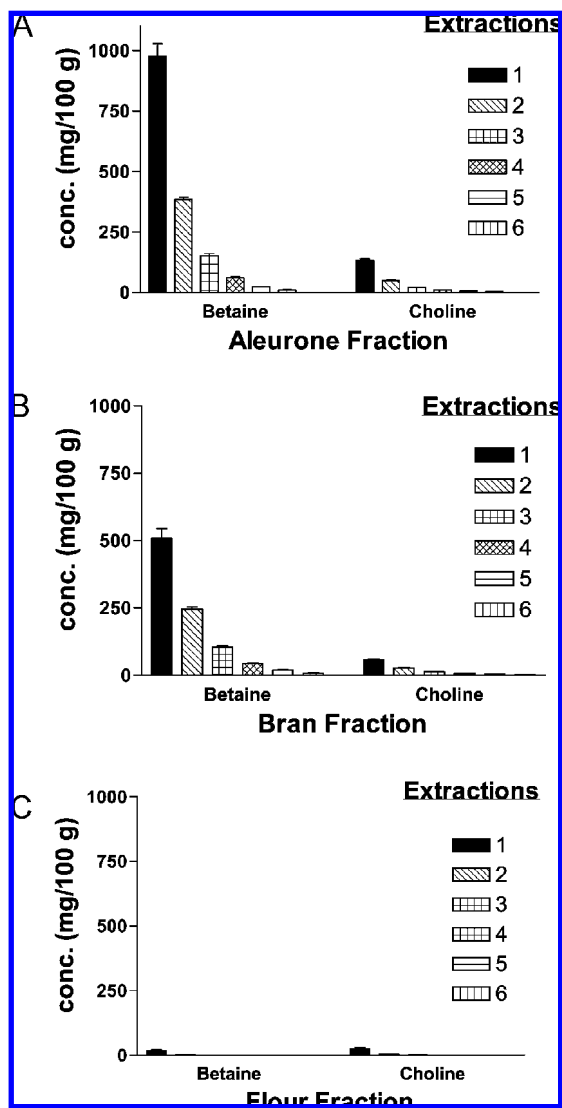 A
Extractions
conc. (mg/100 g)
1000
750
500
250
0
1
2
3
4
5
6
Betaine
Choline
Aleurone Fraction
B
Extractions
conc. (mg/100 g)
1000
750
500
250
0
1
2
3
4
5
6
Betaine
Choline
Bran Fraction
C
Extractions
conc. (mg/100 g)
1000
750
500
250
0
1
2
3
4
5
6
Betaine
Choline
Flour Fraction